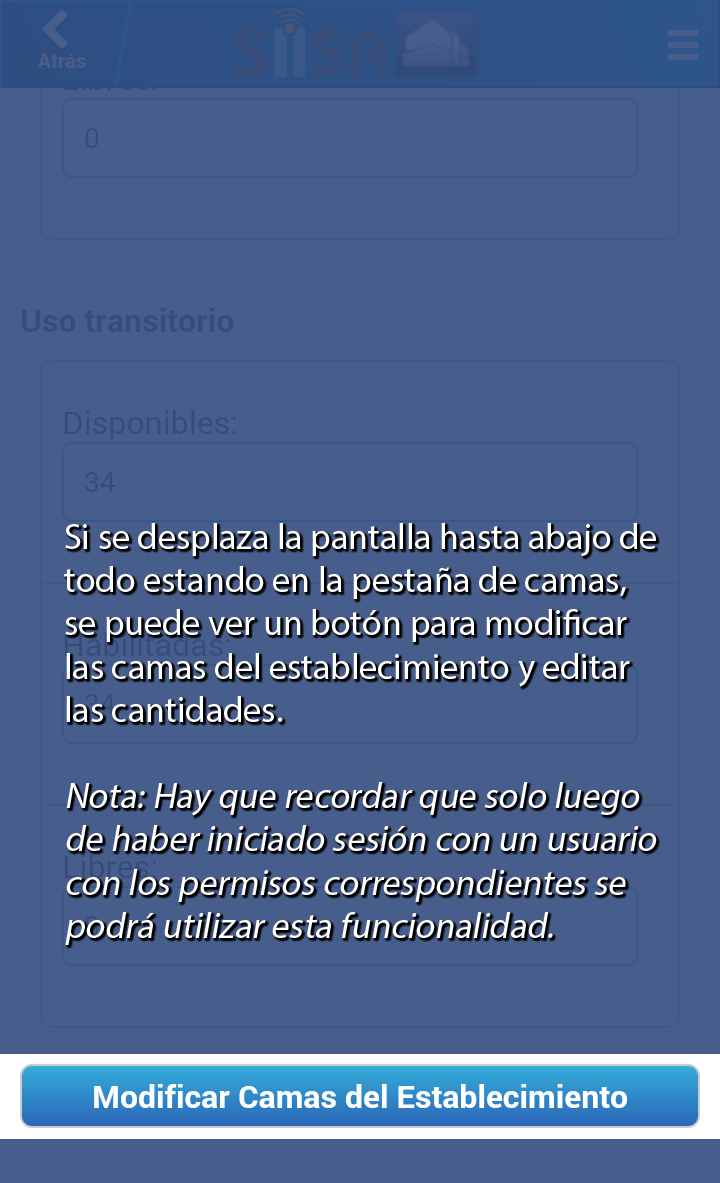 Atrás
SiiSA
0
Uso transitorio
Disponibles:
34
Si se desplaza la pantalla hasta abajo de
todo estando en la pestaña de camas,
se puede ver un botón para modificar
Habilitadas:
las camas del establecimiento y editar
34
las cantidades.
Nota: Hay que recordar que solo luego
de haber iniciado sesión con un usuario
Libres:
con los permisos correspondientes se
podrá utilizar esta funcionalidad.
Modificar Camas del Establecimiento